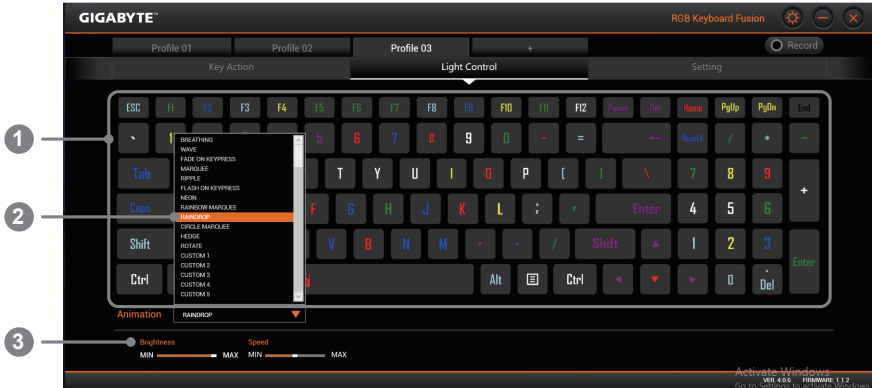 GIGABYTE™ RGB Keyboard Fusion
Profile 01 Profile 02 Profile 03 + Record
Key Action Light Control Setting
ESC F1 F2 F3 F4 F5 F6 F7 F8 F9 F10 F11 F12 Pause Del Home PgUp PgDn End
1 ` 1 5 6 7 8 9 0 - = ← NumLk / * -
Tab T Y U I O P [ ] \ 7 8 9 +
Caps F G H J K L ; ' Enter 4 5 6
Shift V B N M , . / Shift ▲ 1 2 3 Enter
Ctrl Alt Ctrl ◄ ▼ ► 0 . Del
BREATHING
WAVE
FADE ON KEYPRESS
MARQUEE
RIPPLE
FLASH ON KEYPRESS
NEON
RAINBOW MARQUEE
2 RAINDROP
CIRCLE MARQUEE
HEDGE
ROTATE
CUSTOM 1
CUSTOM 2
CUSTOM 3
CUSTOM 4
CUSTOM 5
Animation RAINDROP
3 Brightness Speed
MIN MAX MIN MAX
Activate Windows
Go to Settings to activate Windows
VER. 4.0.6 FIRMWARE: 1.1.2